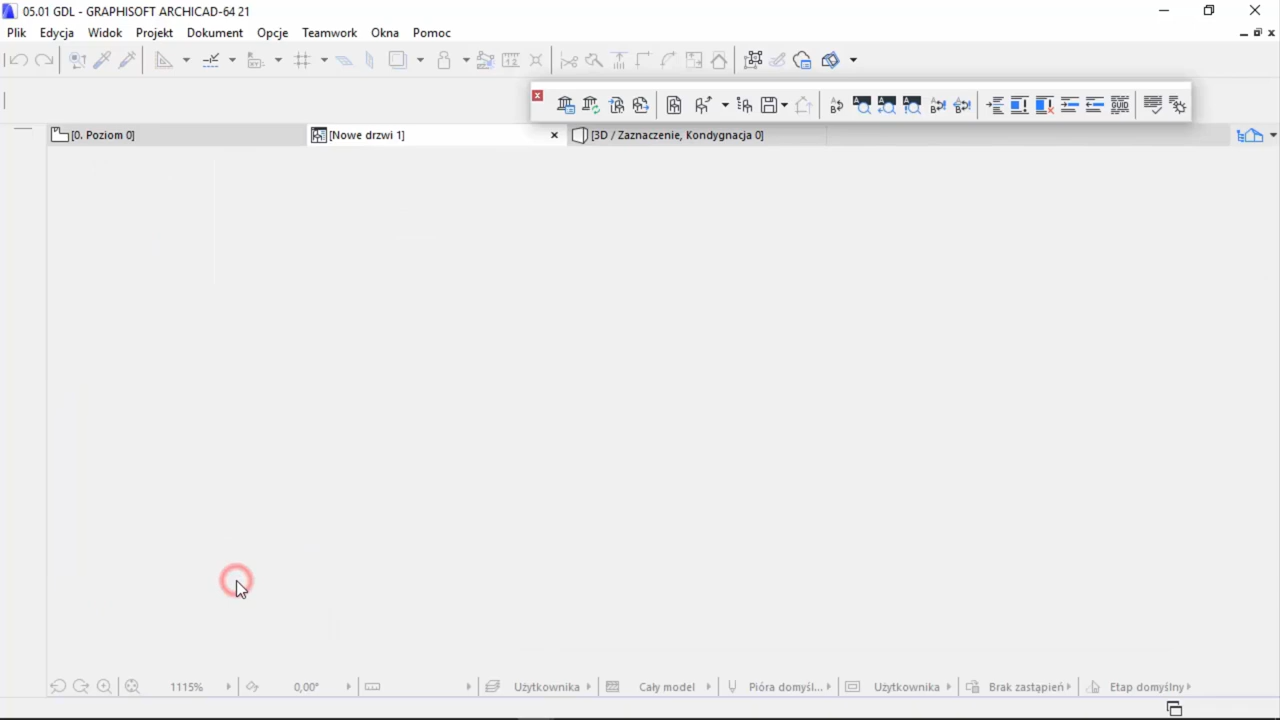 05.01 GDL - GRAPHISOFT ARCHICAD-64 21
Plik Edycja Widok Projekt Dokument Opcje Teamwork Okna Pomoc
[0. Poziom 0] [Nowe drzwi 1] [3D / Zaznaczenie, Kondygnacja 0]
1115% 0,00° Użytkownika Cały model Pióra domyśl... Użytkownika Brak zastąpień Etap domyślny